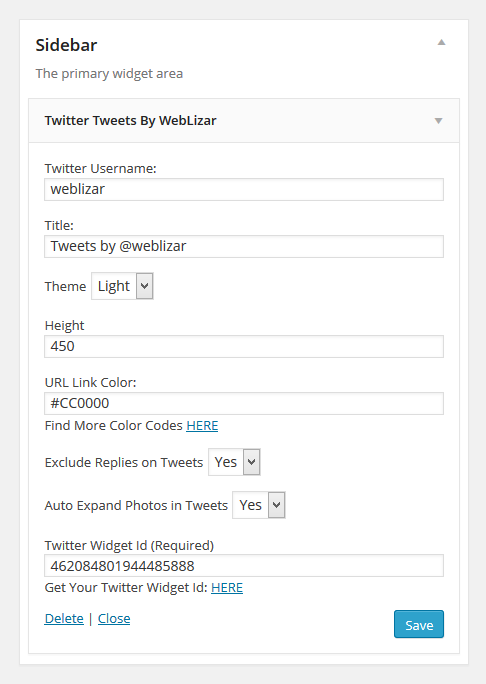 Sidebar
The primary widget area
Twitter Tweets By WebLizar
Twitter Username:
weblizar
Title:
Tweets by @weblizar
Theme Light
Height
450
URL Link Color:
#CC0000
Find More Color Codes HERE
Exclude Replies on Tweets Yes
Auto Expand Photos in Tweets Yes
Twitter Widget Id (Required)
462084801944485888
Get Your Twitter Widget Id: HERE
Delete | Close Save